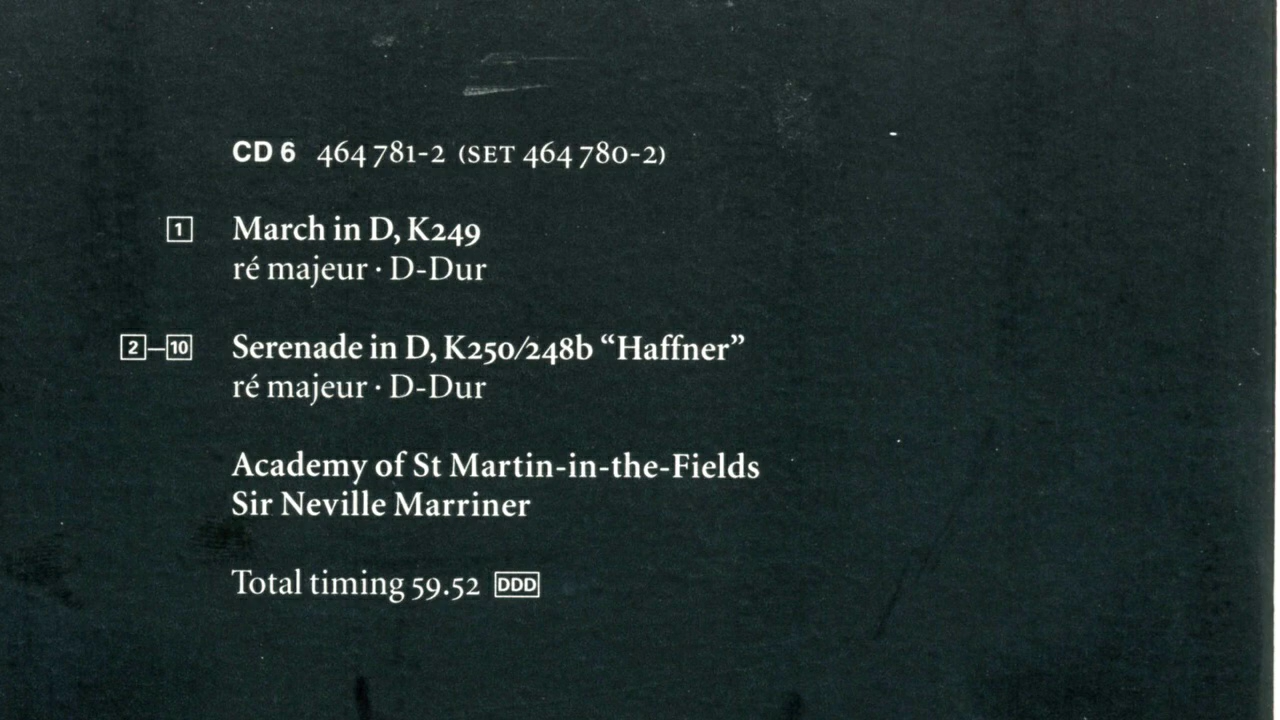 CD 6 464 781-2 (SET 464 780-2)
1 March in D, K249
ré majeur · D-Dur
2–10 Serenade in D, K250/248b “Haffner”
ré majeur · D-Dur
Academy of St Martin-in-the-Fields
Sir Neville Marriner
Total timing 59.52 DDD